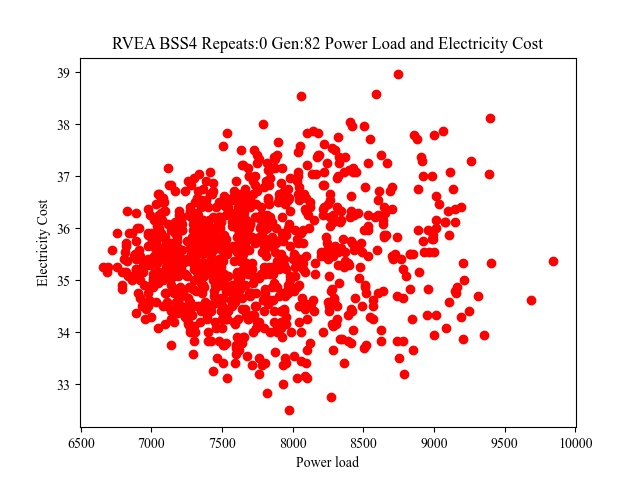 RVEA BSS4 Repeats:0 Gen:82 Power Load and Electricity Cost
39
38
37
36
35
34
33
Electricity Cost
6500 7000 7500 8000 8500 9000 9500 10000
Power load